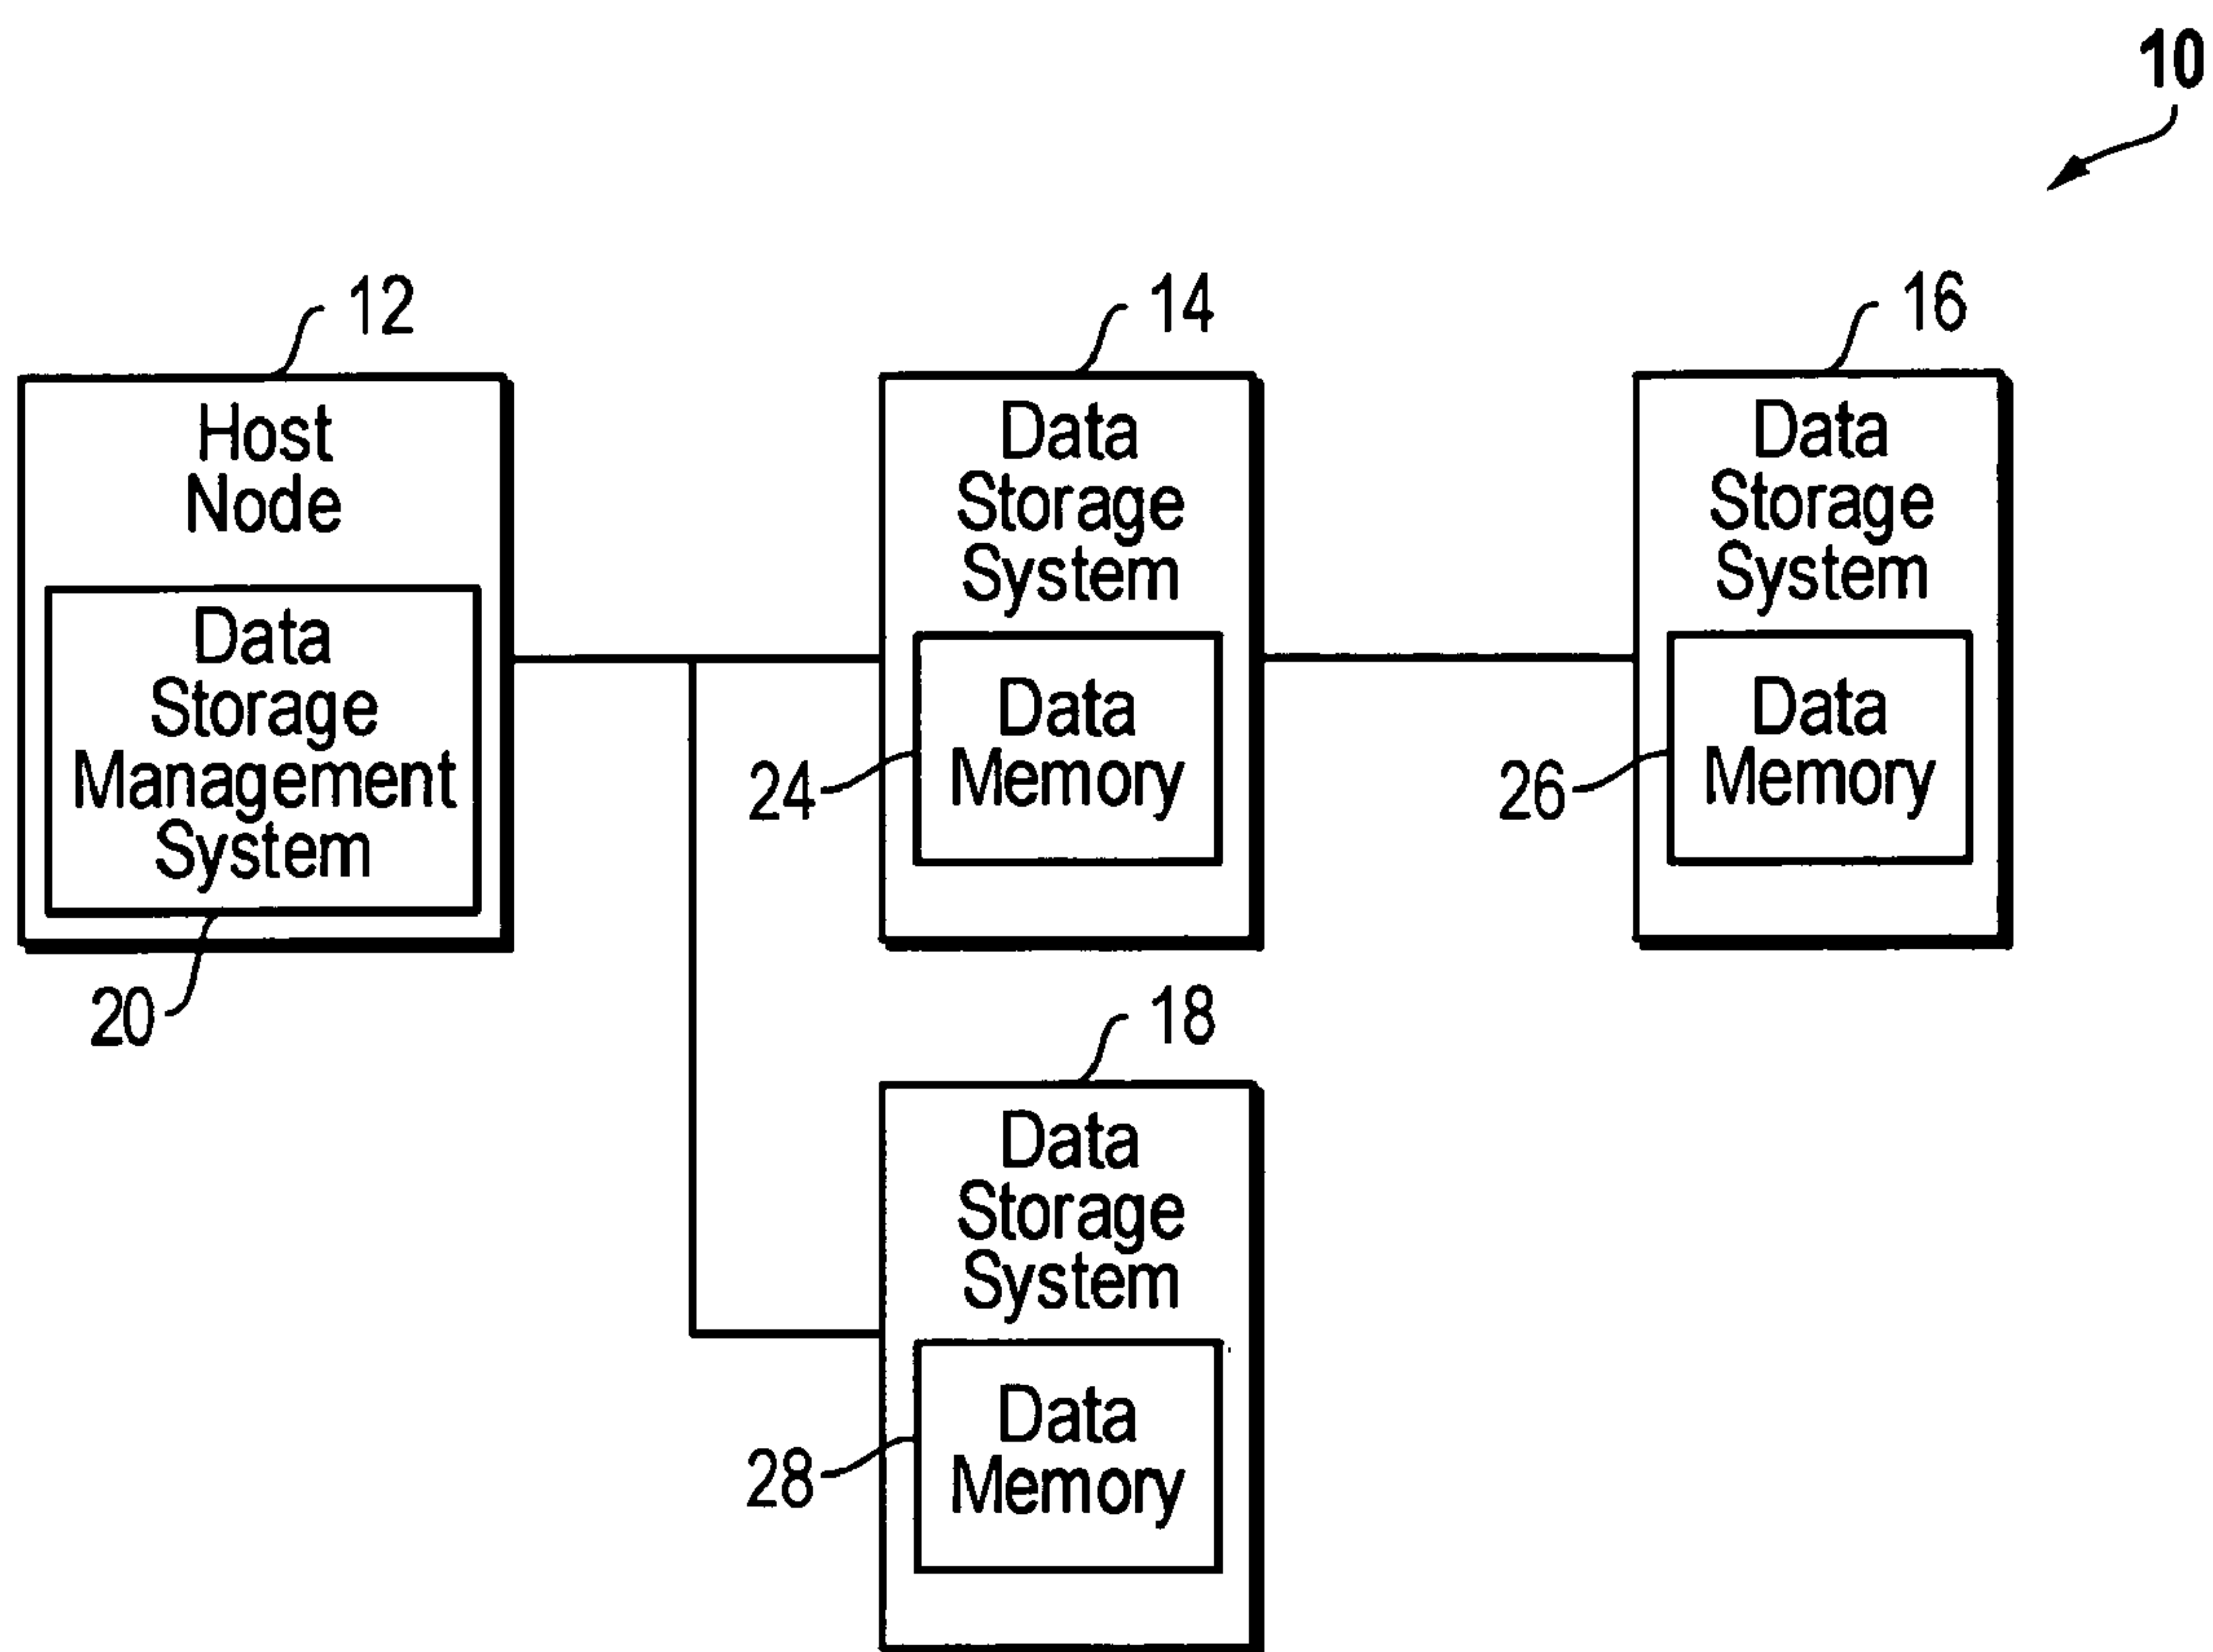 10
12
Host
Node
Data
Storage
Management
System
20
14
Data
Storage
System
Data
Memory
24
16
Data
Storage
System
Data
Memory
26
18
Data
Storage
System
Data
Memory
28